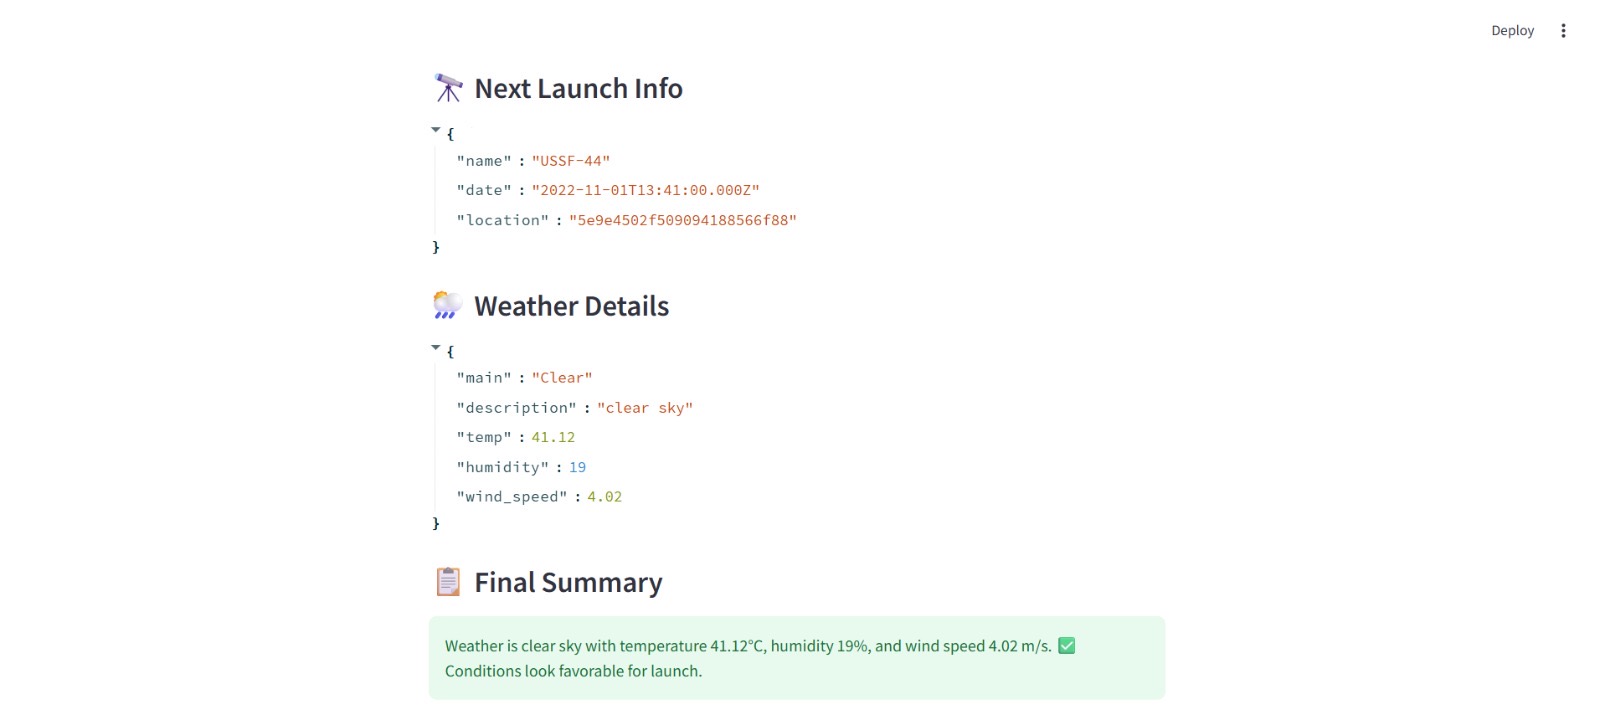 Deploy
Next Launch Info
{
"name" : "USSF-44"
"date" : "2022-11-01T13:41:00.000Z"
"location" : "5e9e4502f509094188566f88"
}
Weather Details
{
"main" : "Clear"
"description" : "clear sky"
"temp" : 41.12
"humidity" : 19
"wind_speed" : 4.02
}
Final Summary
Weather is clear sky with temperature 41.12°C, humidity 19%, and wind speed 4.02 m/s. ✅
Conditions look favorable for launch.